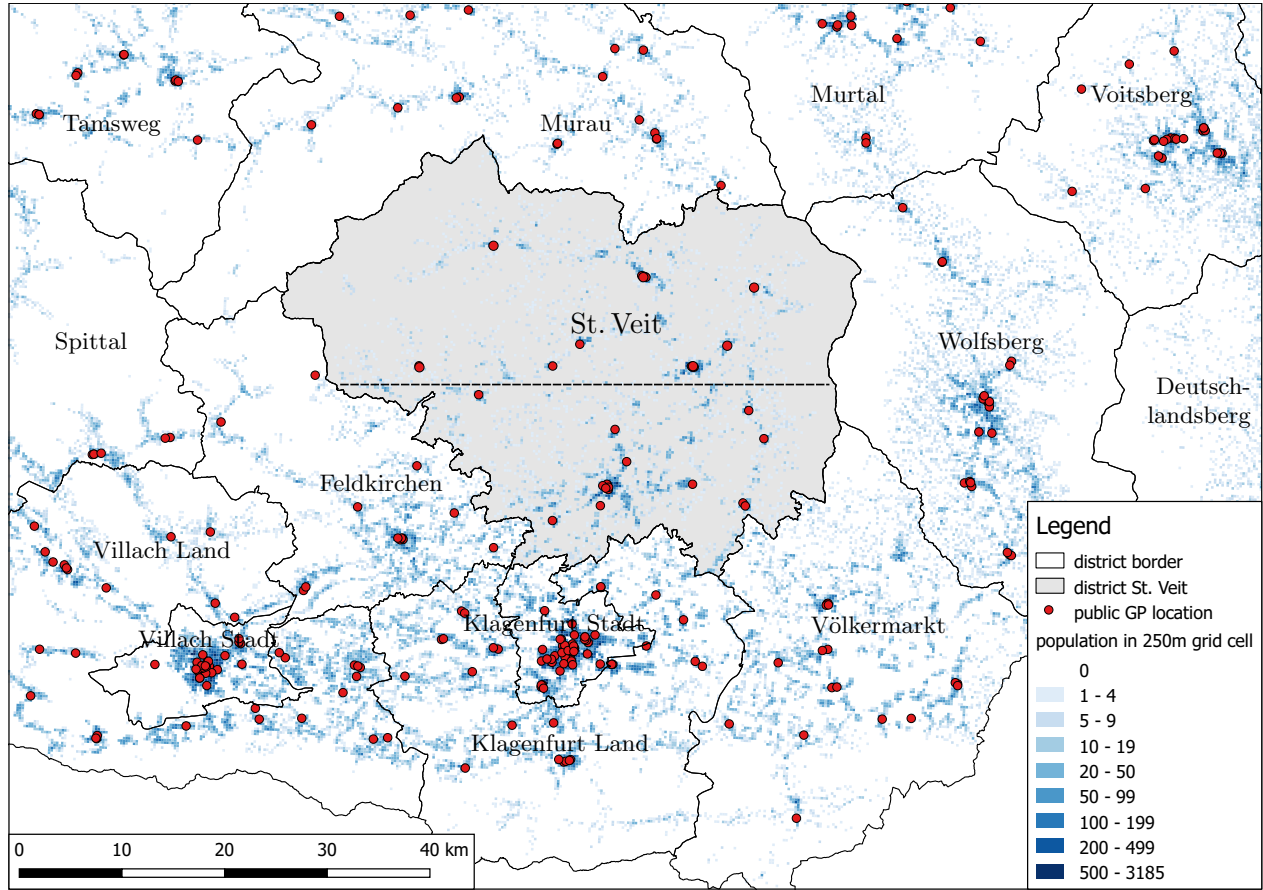 Tamsweg
Murau
Murtal
Voitsberg
Spittal
St. Veit
Wolfsberg
Deutsch-
landsberg
Feldkirchen
Villach Land
Villach Stadt
Klagenfurt Stadt
Völkermarkt
Klagenfurt Land
Legend
district border
district St. Veit
public GP location
population in 250m grid cell
0
1 - 4
5 - 9
10 - 19
20 - 50
50 - 99
100 - 199
200 - 499
500 - 3185
0 10 20 30 40 km